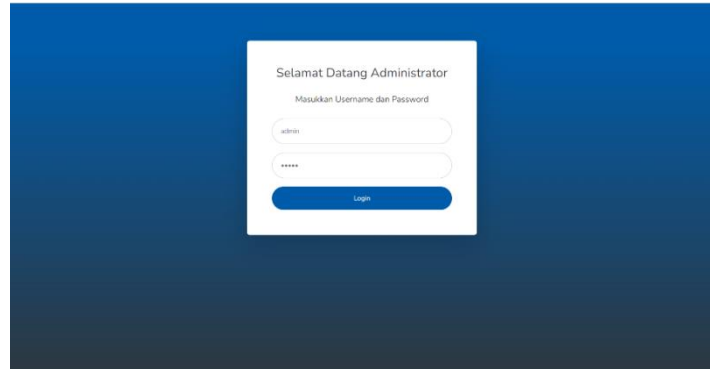 Selamat Datang Administrator
Masukkan Username dan Password
admin
•••••
Login